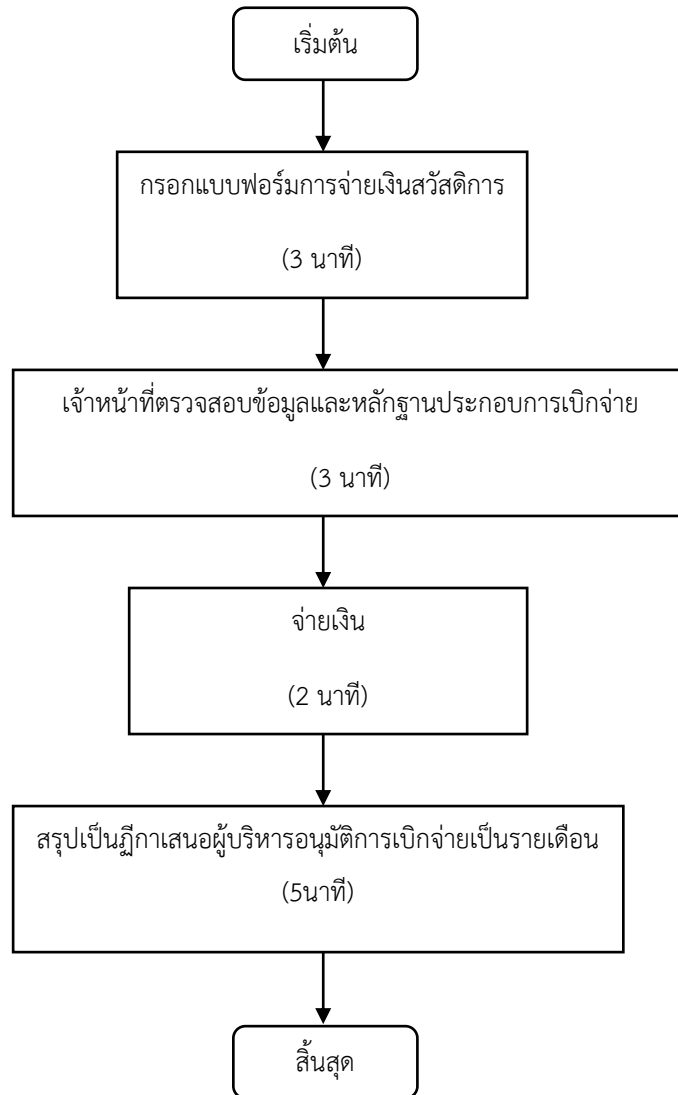 เริ่มต้น
กรอกแบบฟอร์มการจ่ายเงินสวัสดิการ
(3 นาที)
เจ้าหน้าที่ตรวจสอบข้อมูลและหลักฐานประกอบการเบิกจ่าย
(3 นาที)
จ่ายเงิน
(2 นาที)
สรุปเป็นฎีกาเสนอผู้บริหารอนุมัติการเบิกจ่ายเป็นรายเดือน
(5นาที)
สิ้นสุด